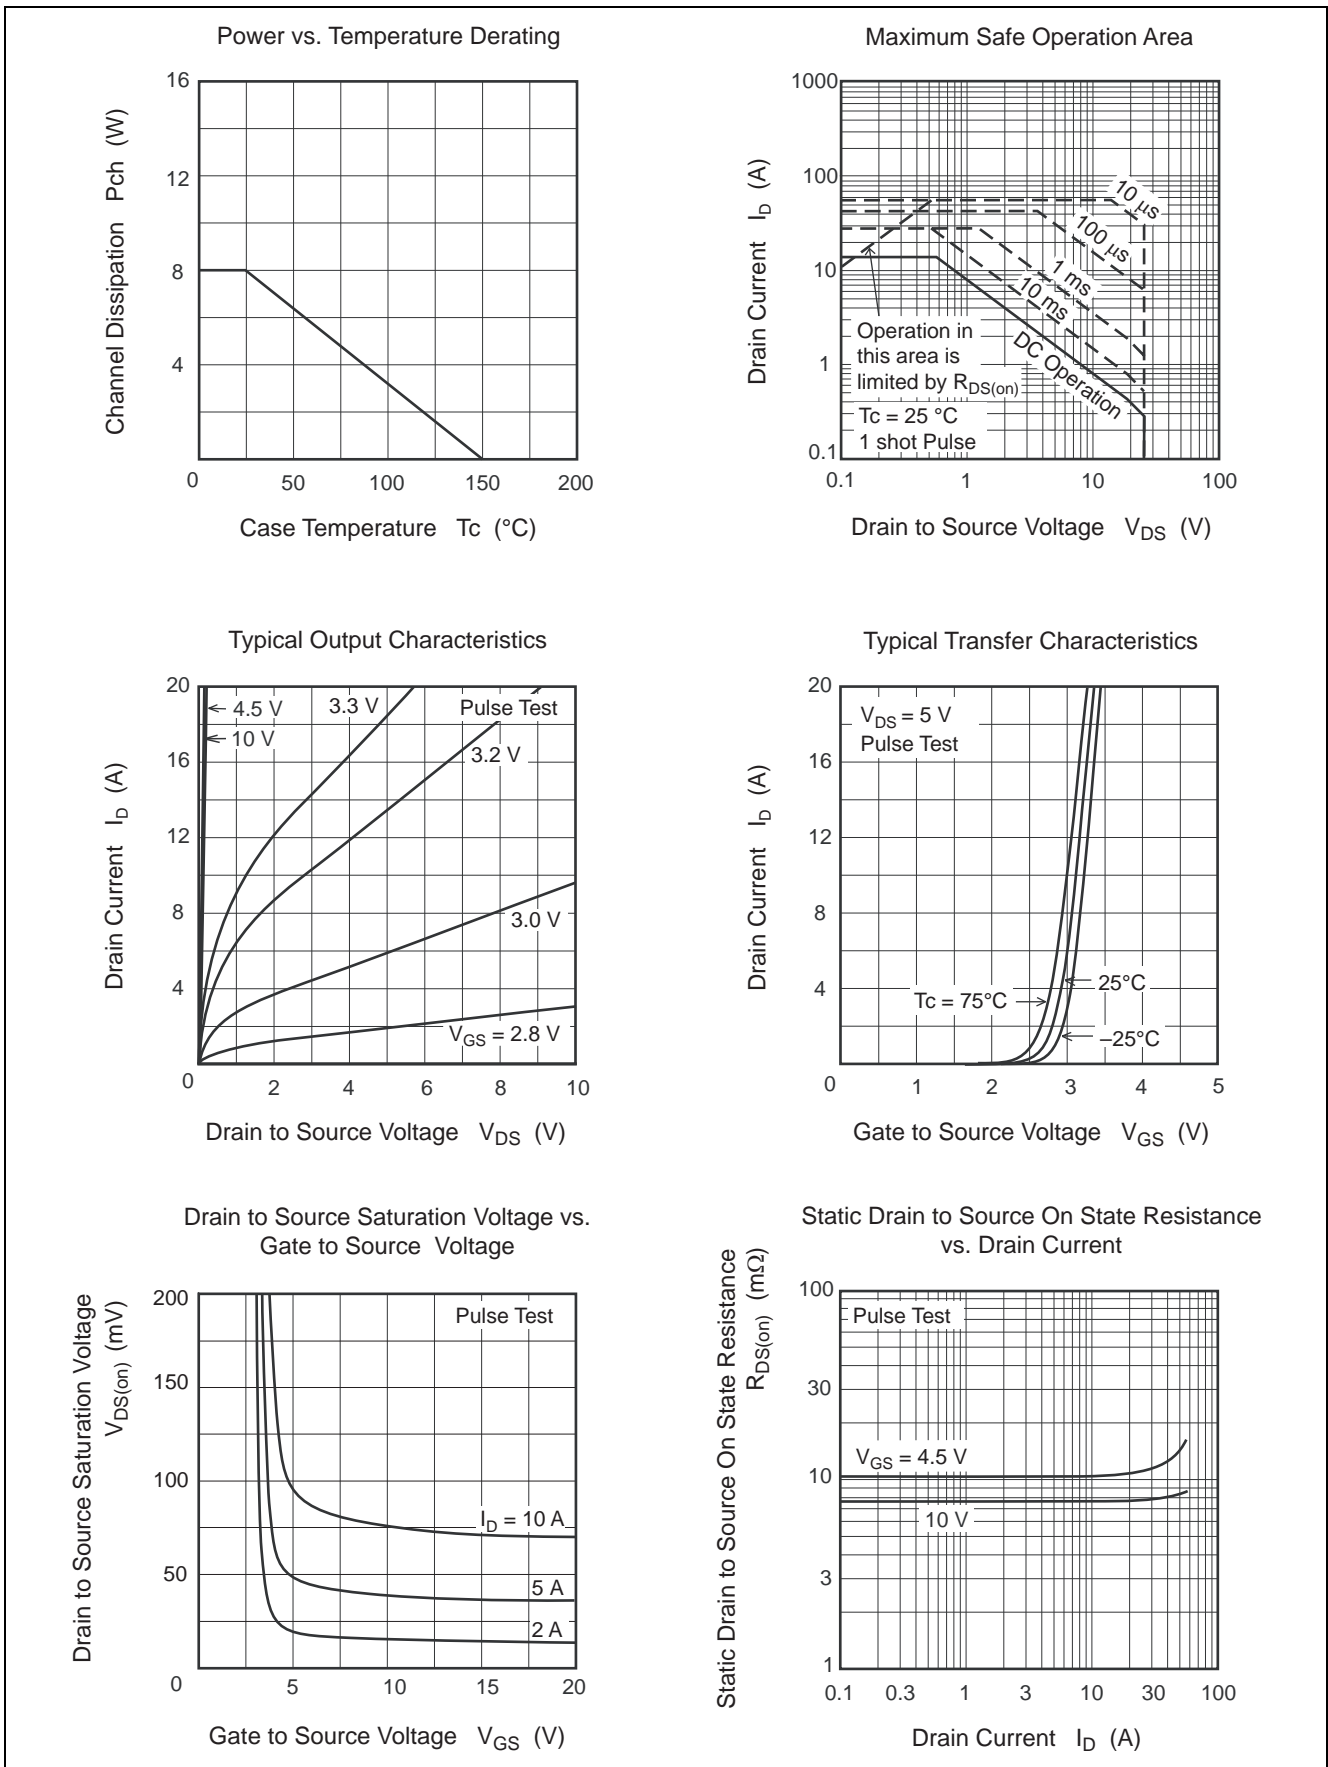 Power vs. Temperature Derating
16
12
8
4
0
50
100
150
200
Channel Dissipation Pch (W)
Case Temperature Tc (°C)
Maximum Safe Operation Area
1000
100
10
1
0.1
0.1
1
10
100
Drain Current ID (A)
10 μs
100 μs
1 ms
10 ms
DC Operation
Operation in
this area is
limited by RDS(on)
Tc = 25 °C
1 shot Pulse
Drain to Source Voltage VDS (V)
Typical Output Characteristics
20
16
12
8
4
0
2
4
6
8
10
Drain Current ID (A)
4.5 V
10 V
3.3 V
Pulse Test
3.2 V
3.0 V
VGS = 2.8 V
Drain to Source Voltage VDS (V)
Typical Transfer Characteristics
20
16
12
8
4
0
1
2
3
4
5
Drain Current ID (A)
VDS = 5 V
Pulse Test
Tc = 75°C
25°C
–25°C
Gate to Source Voltage VGS (V)
Drain to Source Saturation Voltage vs.
Gate to Source Voltage
200
150
100
50
0
5
10
15
20
Drain to Source Saturation Voltage
VDS(on) (mV)
Pulse Test
ID = 10 A
5 A
2 A
Gate to Source Voltage VGS (V)
Static Drain to Source On State Resistance
vs. Drain Current
100
30
10
3
1
0.1
0.3
1
3
10
30
100
Static Drain to Source On State Resistance
RDS(on) (mΩ)
Pulse Test
VGS = 4.5 V
10 V
Drain Current ID (A)